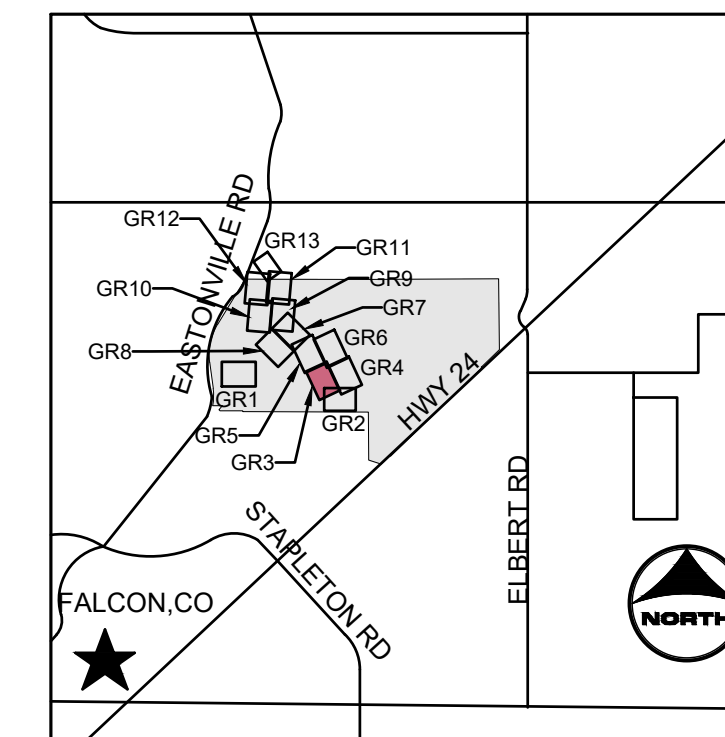 EASTONVILLE RD
GR12
GR13
GR11
GR10
GR9
GR7
GR8
GR6
GR4
GR1
GR2
GR5
GR3
HWY 24
STAPLETON RD
ELBERT RD
FALCON,CO
NORTH